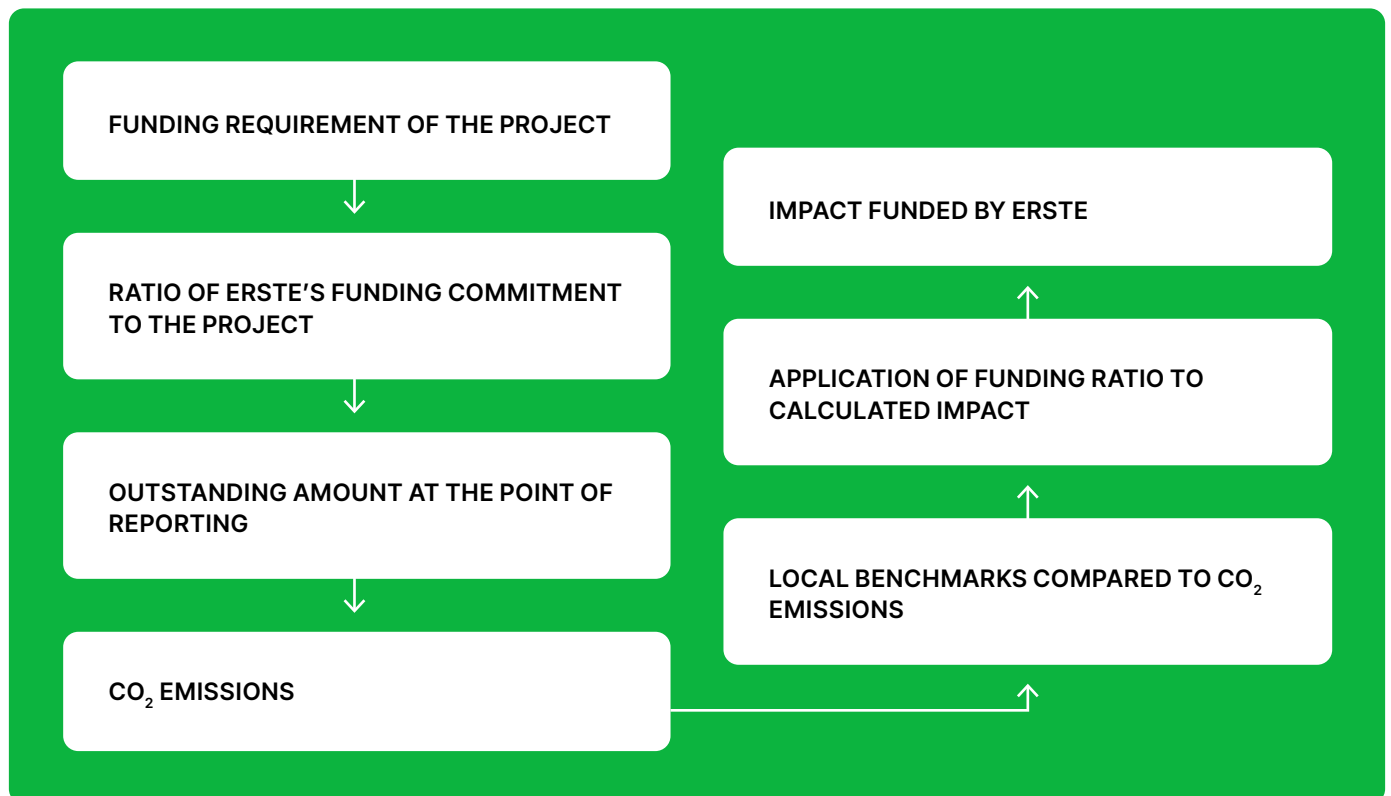 FUNDING REQUIREMENT OF THE PROJECT
RATIO OF ERSTE’S FUNDING COMMITMENT
TO THE PROJECT
OUTSTANDING AMOUNT AT THE POINT OF
REPORTING
CO₂ EMISSIONS
LOCAL BENCHMARKS COMPARED TO CO₂
EMISSIONS
APPLICATION OF FUNDING RATIO TO
CALCULATED IMPACT
IMPACT FUNDED BY ERSTE